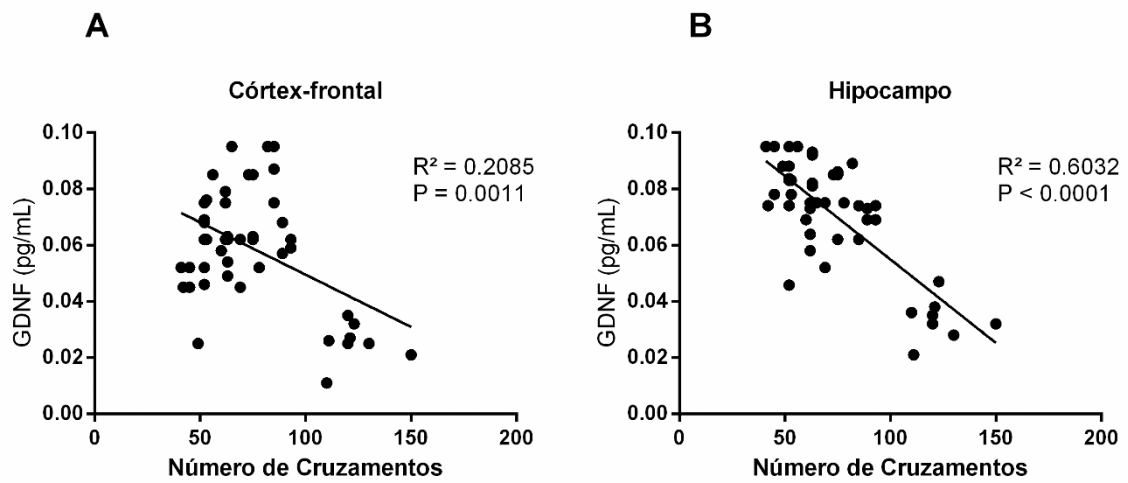 A
Córtex-frontal
R² = 0.2085
P = 0.0011
GDNF (pg/mL)
0.10
0.08
0.06
0.04
0.02
0.00
0 50 100 150 200
Número de Cruzamentos
B
Hipocampo
R² = 0.6032
P < 0.0001
GDNF (pg/mL)
0.10
0.08
0.06
0.04
0.02
0.00
0 50 100 150 200
Número de Cruzamentos